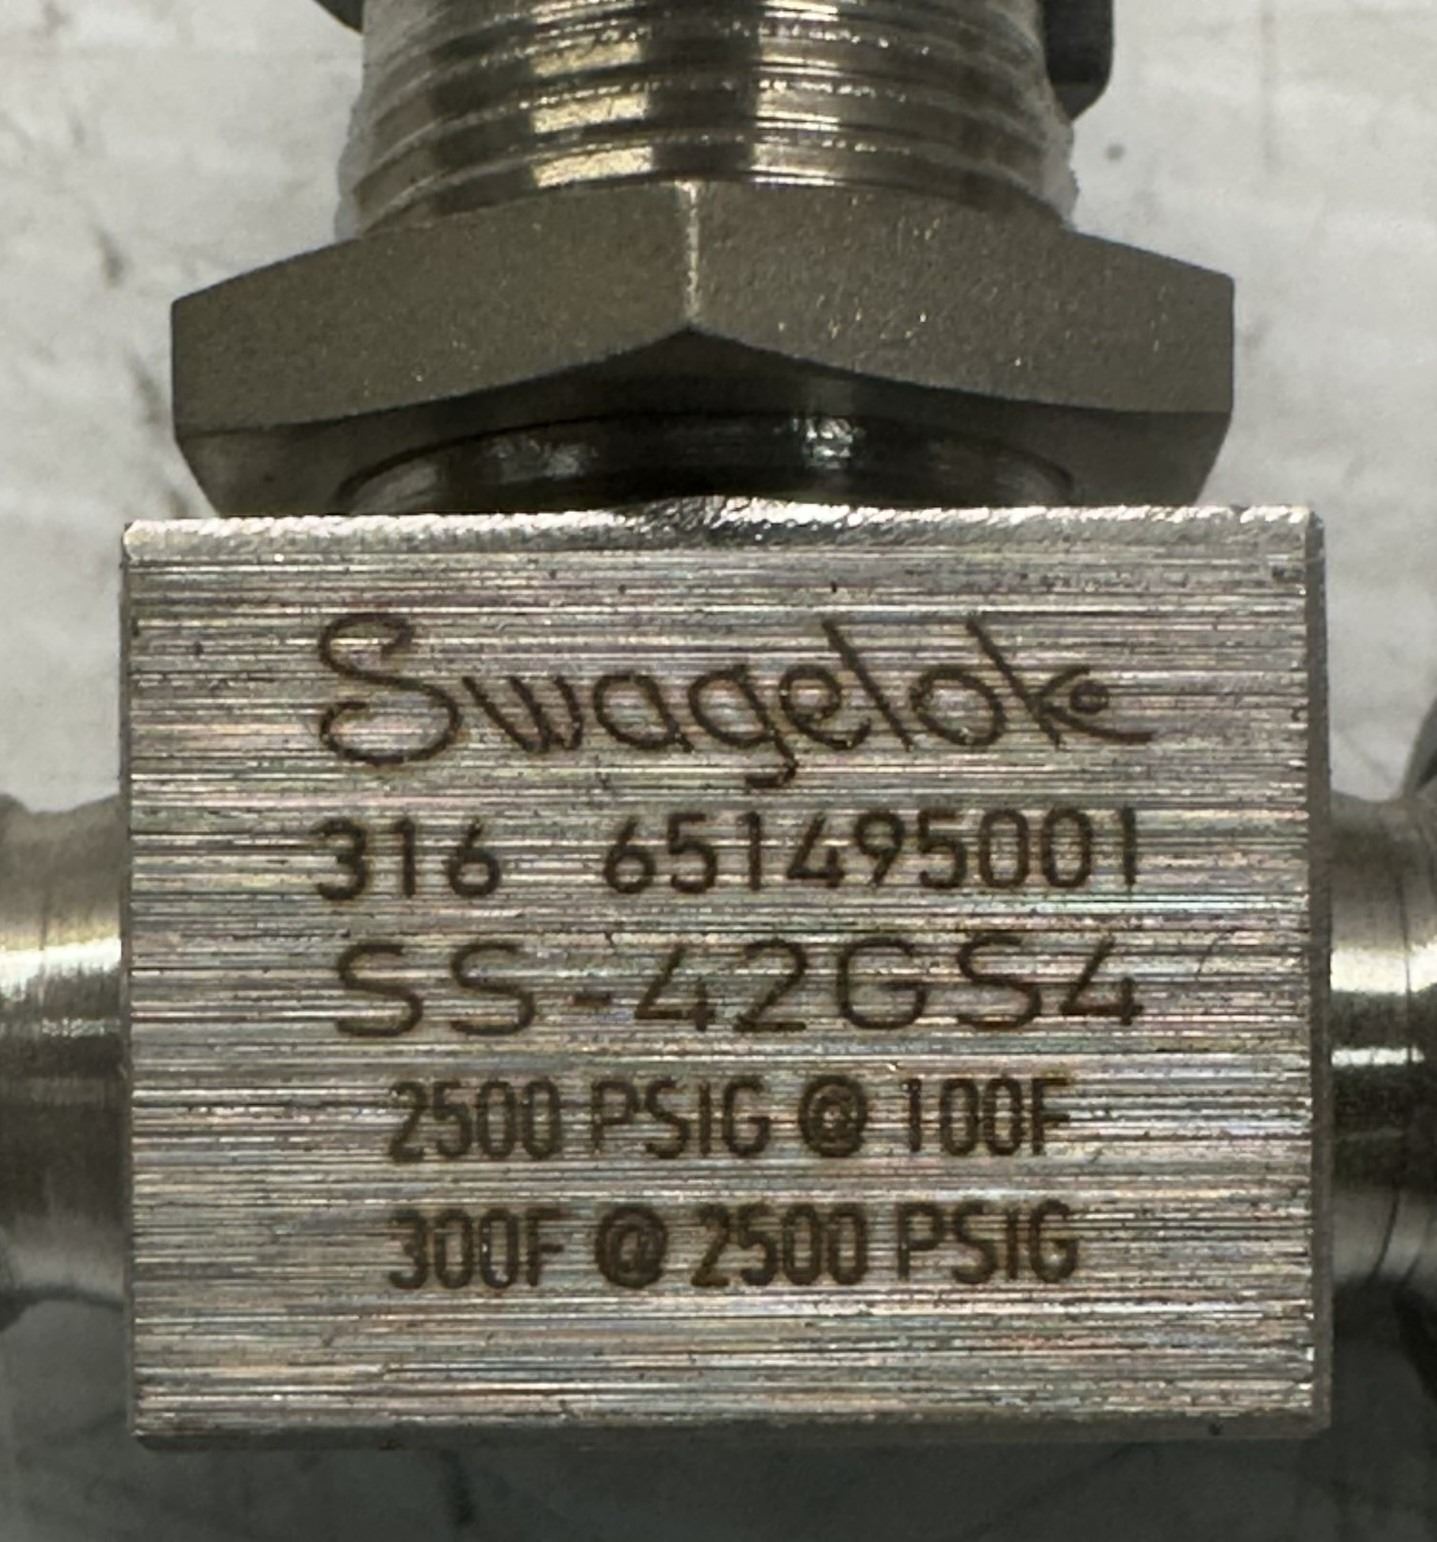 Swagelok
316 651495001
SS-42GS4
2500 PSIG @ 100F
300F @ 2500 PSIG